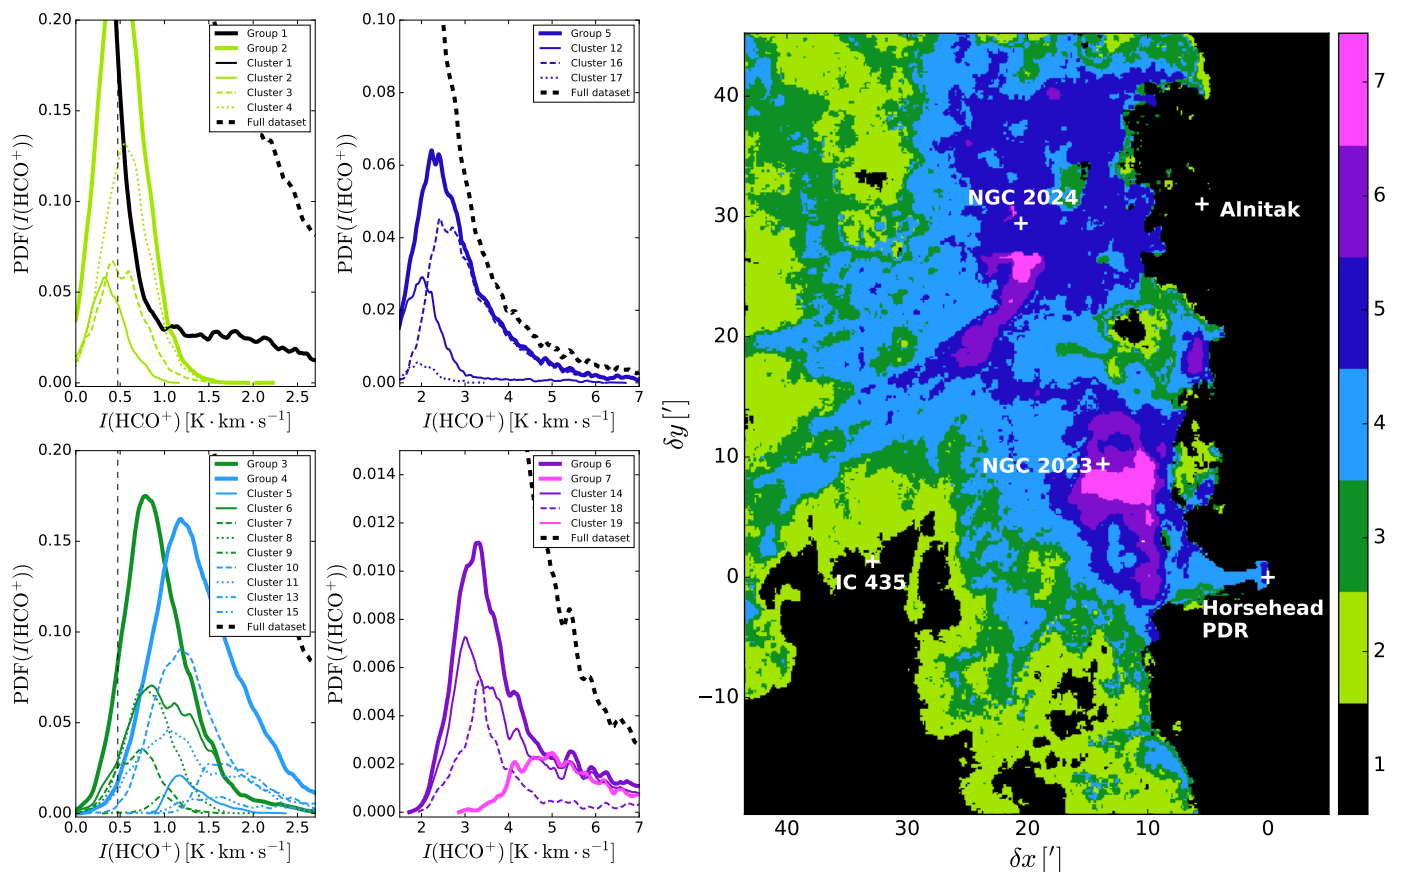 0.20
0.15
0.10
0.05
0.00
0.0 0.5 1.0 1.5 2.0 2.5
PDF(I(HCO⁺))
I(HCO⁺) [K·km·s⁻¹]
Group 1
Group 2
Cluster 1
Cluster 2
Cluster 3
Cluster 4
Full dataset
0.10
0.08
0.06
0.04
0.02
0.00
2 3 4 5 6 7
PDF(I(HCO⁺))
I(HCO⁺) [K·km·s⁻¹]
Group 5
Cluster 12
Cluster 16
Cluster 17
Full dataset
0.20
0.15
0.10
0.05
0.00
0.0 0.5 1.0 1.5 2.0 2.5
PDF(I(HCO⁺))
I(HCO⁺) [K·km·s⁻¹]
Group 3
Group 4
Cluster 5
Cluster 6
Cluster 7
Cluster 8
Cluster 9
Cluster 10
Cluster 11
Cluster 13
Cluster 15
Full dataset
0.014
0.012
0.010
0.008
0.006
0.004
0.002
0.000
2 3 4 5 6 7
PDF(I(HCO⁺))
I(HCO⁺) [K·km·s⁻¹]
Group 6
Group 7
Cluster 14
Cluster 18
Cluster 19
Full dataset
40
30
20
10
0
−10
δy [′]
40 30 20 10 0
δx [′]
NGC 2024
Alnitak
NGC 2023
IC 435
Horsehead
PDR
7
6
5
4
3
2
1